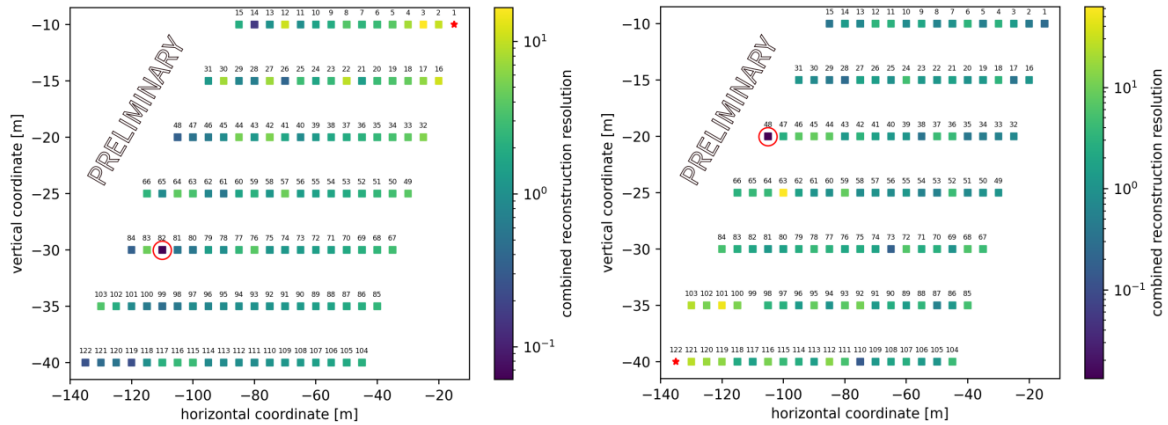 15 14 13 12 11 10 9 8 7 6 5 4 3 2 1
31 30 29 28 27 26 25 24 23 22 21 20 19 18 17 16
48 47 46 45 44 43 42 41 40 39 38 37 36 35 34 33 32
66 65 64 63 62 61 60 59 58 57 56 55 54 53 52 51 50 49
84 83 82 81 80 79 78 77 76 75 74 73 72 71 70 69 68 67
103 102 101 100 99 98 97 96 95 94 93 92 91 90 89 88 87 86 85
122 121 120 119 118 117 116 115 114 113 112 111 110 109 108 107 106 105 104
PRELIMINARY
−10
−15
−20
−25
−30
−35
−40
vertical coordinate [m]
−140 −120 −100 −80 −60 −40 −20
horizontal coordinate [m]
10^1
10^0
10^−1
combined reconstruction resolution
15 14 13 12 11 10 9 8 7 6 5 4 3 2 1
31 30 29 28 27 26 25 24 23 22 21 20 19 18 17 16
48 47 46 45 44 43 42 41 40 39 38 37 36 35 34 33 32
66 65 64 63 62 61 60 59 58 57 56 55 54 53 52 51 50 49
84 83 82 81 80 79 78 77 76 75 74 73 72 71 70 69 68 67
103 102 101 100 98 97 96 95 94 93 92 91 90 89 88 87 86 85
122 121 120 119 118 117 116 115 114 113 112 111 110 109 108 107 106 105 104
PRELIMINARY
−10
−15
−20
−25
−30
−35
−40
vertical coordinate [m]
−140 −120 −100 −80 −60 −40 −20
horizontal coordinate [m]
10^1
10^0
10^−1
combined reconstruction resolution